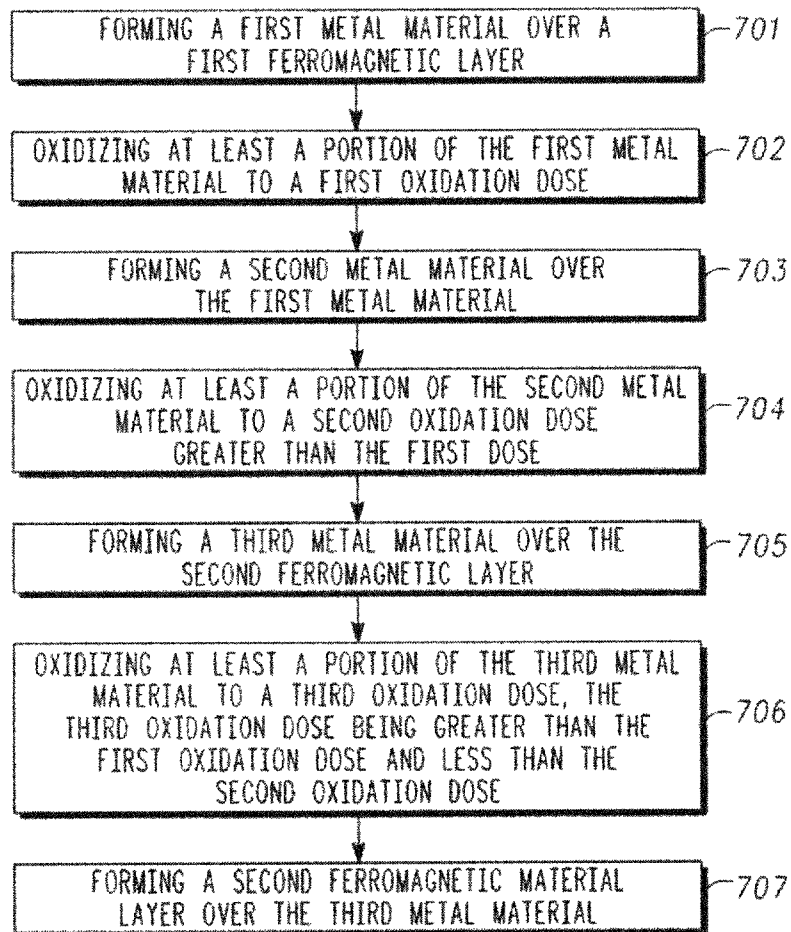 FORMING A FIRST METAL MATERIAL OVER A
FIRST FERROMAGNETIC LAYER
701
OXIDIZING AT LEAST A PORTION OF THE FIRST METAL
MATERIAL TO A FIRST OXIDATION DOSE
702
FORMING A SECOND METAL MATERIAL OVER
THE FIRST METAL MATERIAL
703
OXIDIZING AT LEAST A PORTION OF THE SECOND METAL
MATERIAL TO A SECOND OXIDATION DOSE
GREATER THAN THE FIRST DOSE
704
FORMING A THIRD METAL MATERIAL OVER THE
SECOND FERROMAGNETIC LAYER
705
OXIDIZING AT LEAST A PORTION OF THE THIRD METAL
MATERIAL TO A THIRD OXIDATION DOSE, THE
THIRD OXIDATION DOSE BEING GREATER THAN THE
FIRST OXIDATION DOSE AND LESS THAN THE
SECOND OXIDATION DOSE
706
FORMING A SECOND FERROMAGNETIC MATERIAL
LAYER OVER THE THIRD METAL MATERIAL
707